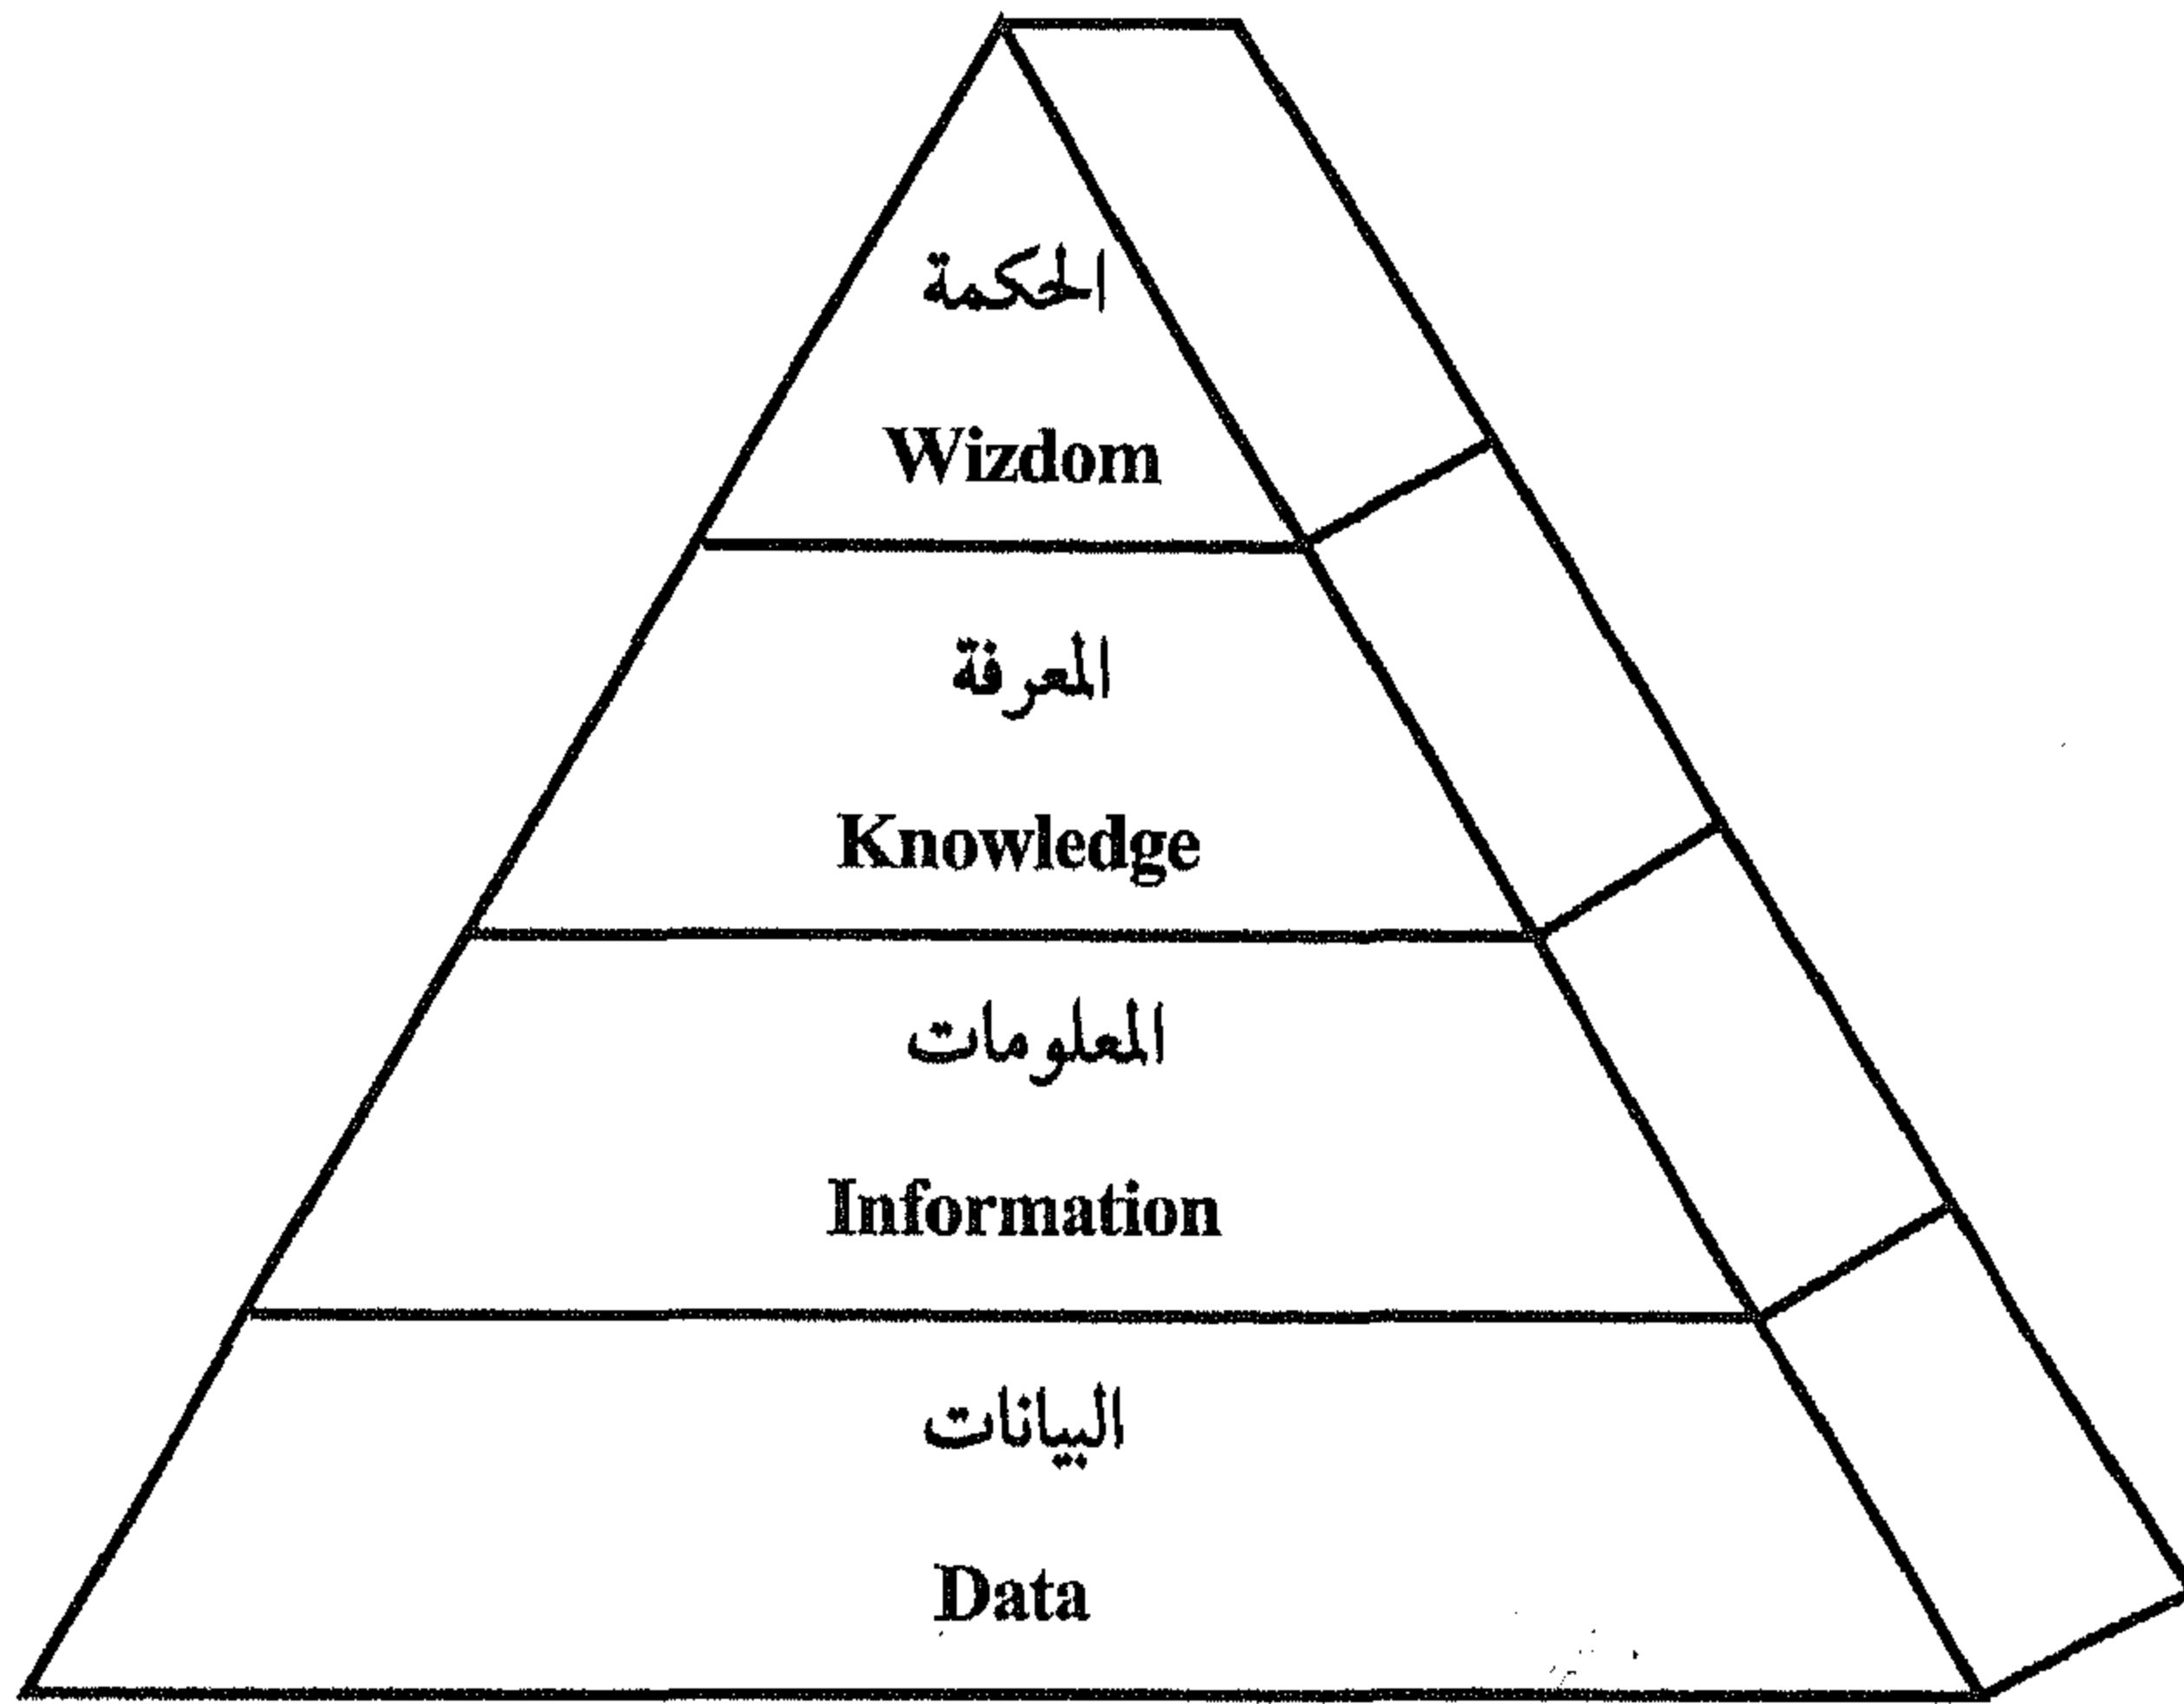 الحكمة
Wizdom
المعرفة
Knowledge
المعلومات
Information
البيانات
Data